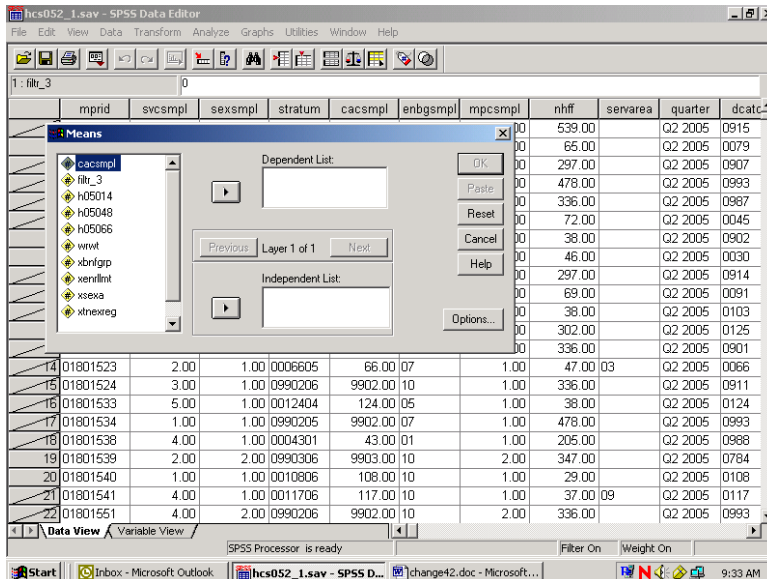 hcs052_1.sav - SPSS Data Editor
File Edit View Data Transform Analyze Graphs Utilities Window Help
1 : filtr_3 0
mprid svcsmpl sexsmpl stratum cacsmpl enbgsmpl mpcsmpl nhff servarea quarter dcatc
00 539.00 Q2 2005 0915
Means
00 65.00 Q2 2005 0079
cacsmpl Dependent List: OK
00 297.00 Q2 2005 0907
filtr_3
00 478.00 Q2 2005 0993
h05014 Paste
00 336.00 Q2 2005 0987
h05048 Reset
00 72.00 Q2 2005 0045
h05066
00 38.00 Q2 2005 0902
wrwt Previous Layer 1 of 1 Next Cancel
00 46.00 Q2 2005 0030
xbnfgrp Help
00 297.00 Q2 2005 0914
xenrllmt Independent List:
00 69.00 Q2 2005 0091
xsexa
00 38.00 Q2 2005 0103
xtnexreg Options...
00 302.00 Q2 2005 0125
00 336.00 Q2 2005 0901
14 01801523 2.00 1.00 0006605 66.00 07 1.00 47.00 03 Q2 2005 0066
15 01801524 3.00 1.00 0990206 9902.00 10 1.00 336.00 Q2 2005 0911
16 01801533 5.00 1.00 0012404 124.00 05 1.00 38.00 Q2 2005 0124
17 01801534 1.00 1.00 0990205 9902.00 07 1.00 478.00 Q2 2005 0993
18 01801538 4.00 1.00 0004301 43.00 01 1.00 205.00 Q2 2005 0988
19 01801539 2.00 2.00 0990306 9903.00 10 2.00 347.00 Q2 2005 0784
20 01801540 1.00 1.00 0010806 108.00 10 1.00 29.00 Q2 2005 0108
21 01801541 4.00 1.00 0011706 117.00 10 1.00 37.00 09 Q2 2005 0117
22 01801551 4.00 2.00 0990206 9902.00 10 2.00 336.00 Q2 2005 0993
Data View Variable View
SPSS Processor is ready Filter On Weight On
Start Inbox - Microsoft Outlook hcs052_1.sav - SPSS D... change42.doc - Microsoft... 9:33 AM